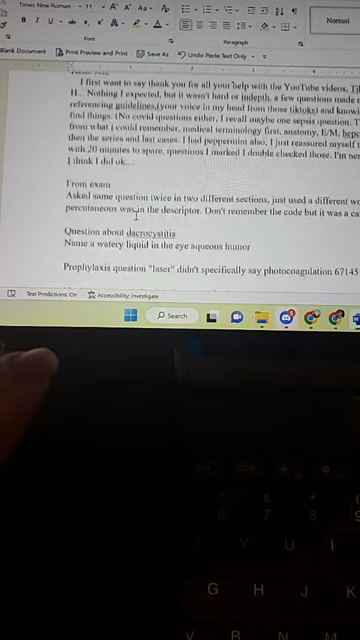 Times New Roman
11
Aa
Normal
B I U
Font
Paragraph
Blank Document Print Preview and Print Save As Undo Paste Text Only
I first want to say thank you for all your help with the YouTube videos,
II.. Nothing I expected, but it wasn't hard or indepth, a few questions made
referencing guidelines,(your voice in my head from those tiktoks) and
find things. (No covid questions either, I recall maybe one sepsis question.
from what i could remember, medical terminology first, anatomy, E/M,
then the series and last cases. I had peppermint also, I just reassured myself
with 20 minutes to spare, questions I marked I double checked those. I'm
I think I did ok....
From exam
Asked same question twice in two different sections, just used a different
percutaneous was in the descriptor. Don't remember the code but it was a
Question about dacrocystitis
Name a watery liquid in the eye aqueous humor
Prophylaxis question "laser" didn't specifically say photocoagulation 67145
Text Predictions: On Accessibility: Investigate
Search
& *
6 7 8
Y U I
G H J K
V B N M